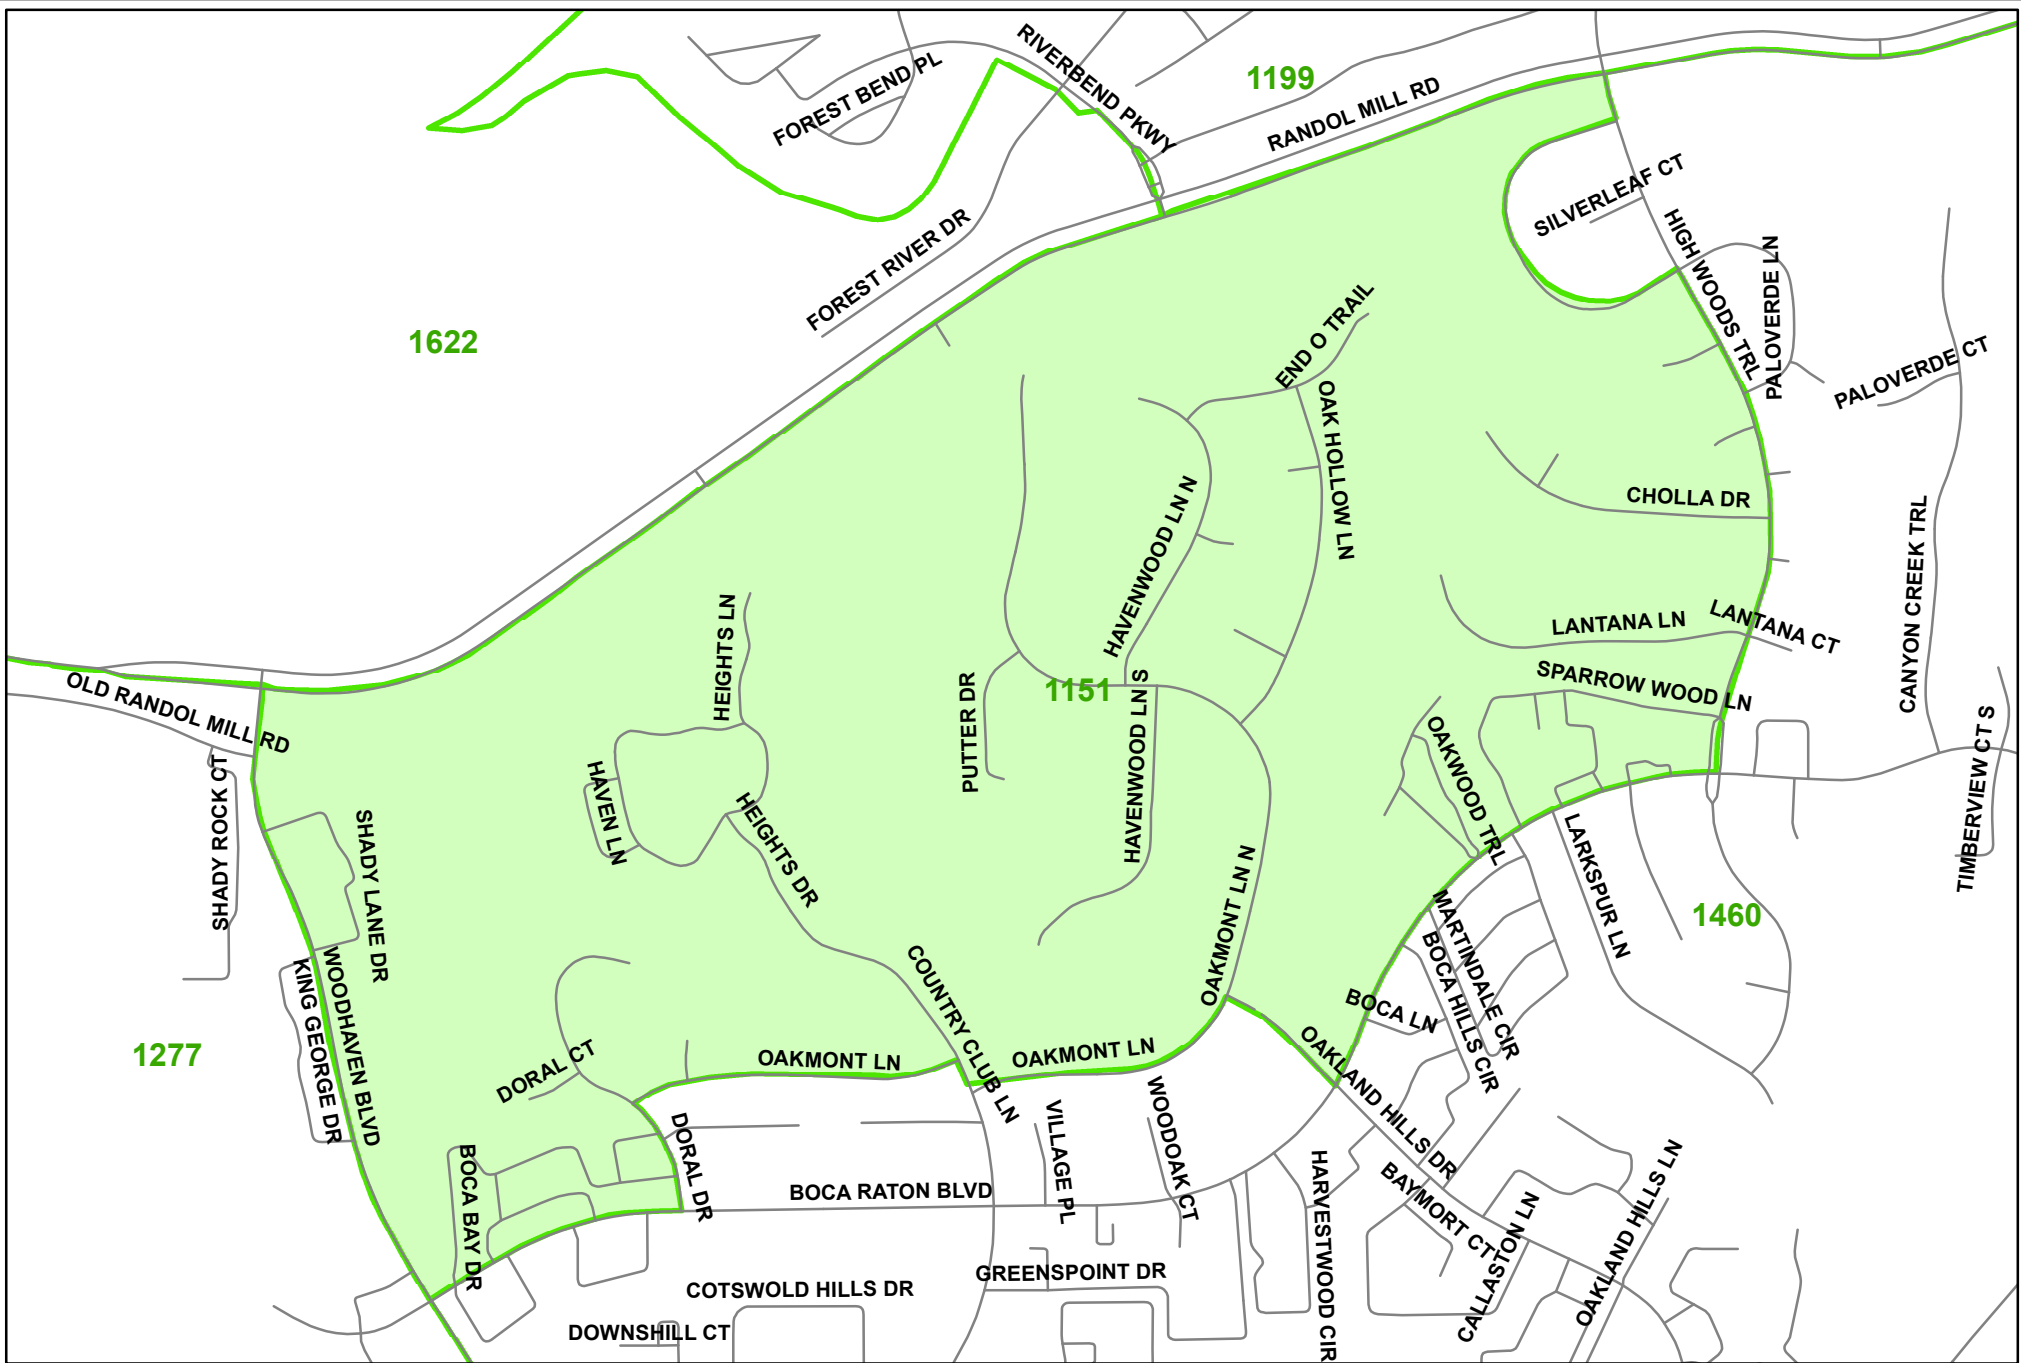 RIVERBEND PKWY
FOREST BEND PL
1199
RANDOL MILL RD
SILVERLEAF CT
FOREST RIVER DR
HIGH WOODS TRL
PALOVERDE LN
1622
END O TRAIL
PALOVERDE CT
OAK HOLLOW LN
HAVENWOOD LN N
CHOLLA DR
CANYON CREEK TRL
LANTANA LN
LANTANA CT
HEIGHTS LN
SPARROW WOOD LN
OLD RANDOL MILL RD
PUTTER DR
1151
HAVENWOOD LN S
OAKWOOD TRL
TIMBERVIEW CT S
SHADY ROCK CT
HAVEN LN
HEIGHTS DR
SHADY LANE DR
LARKSPUR LN
1460
OAKMONT LN N
MARTINDALE CIR
BOCA HILLS CIR
KING GEORGE DR
WOODHAVEN BLVD
COUNTRY CLUB LN
BOCA LN
1277
DORAL CT
OAKMONT LN
OAKMONT LN
OAKLAND HILLS DR
DORAL DR
VILLAGE PL
WOODOAK CT
BOCA BAY DR
BOCA RATON BLVD
HARVESTWOOD CIR
BAYMORT CT
CALLASTON LN
OAKLAND HILLS LN
GREENSPOINT DR
COTSWOLD HILLS DR
DOWNSHILL CT